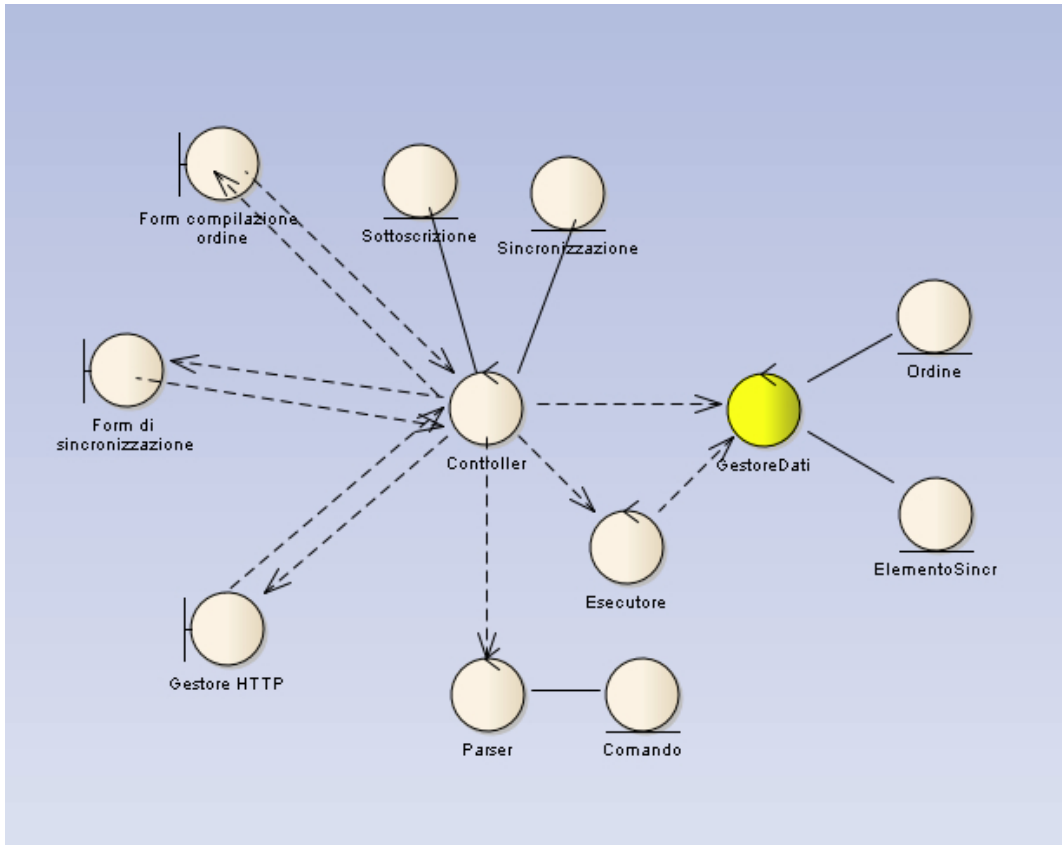 Form compilazione
ordine
Sottoscrizione
Sincronizzazione
Ordine
Form di
sincronizzazione
Controller
GestoreDati
ElementoSincr
Esecutore
Gestore HTTP
Parser
Comando